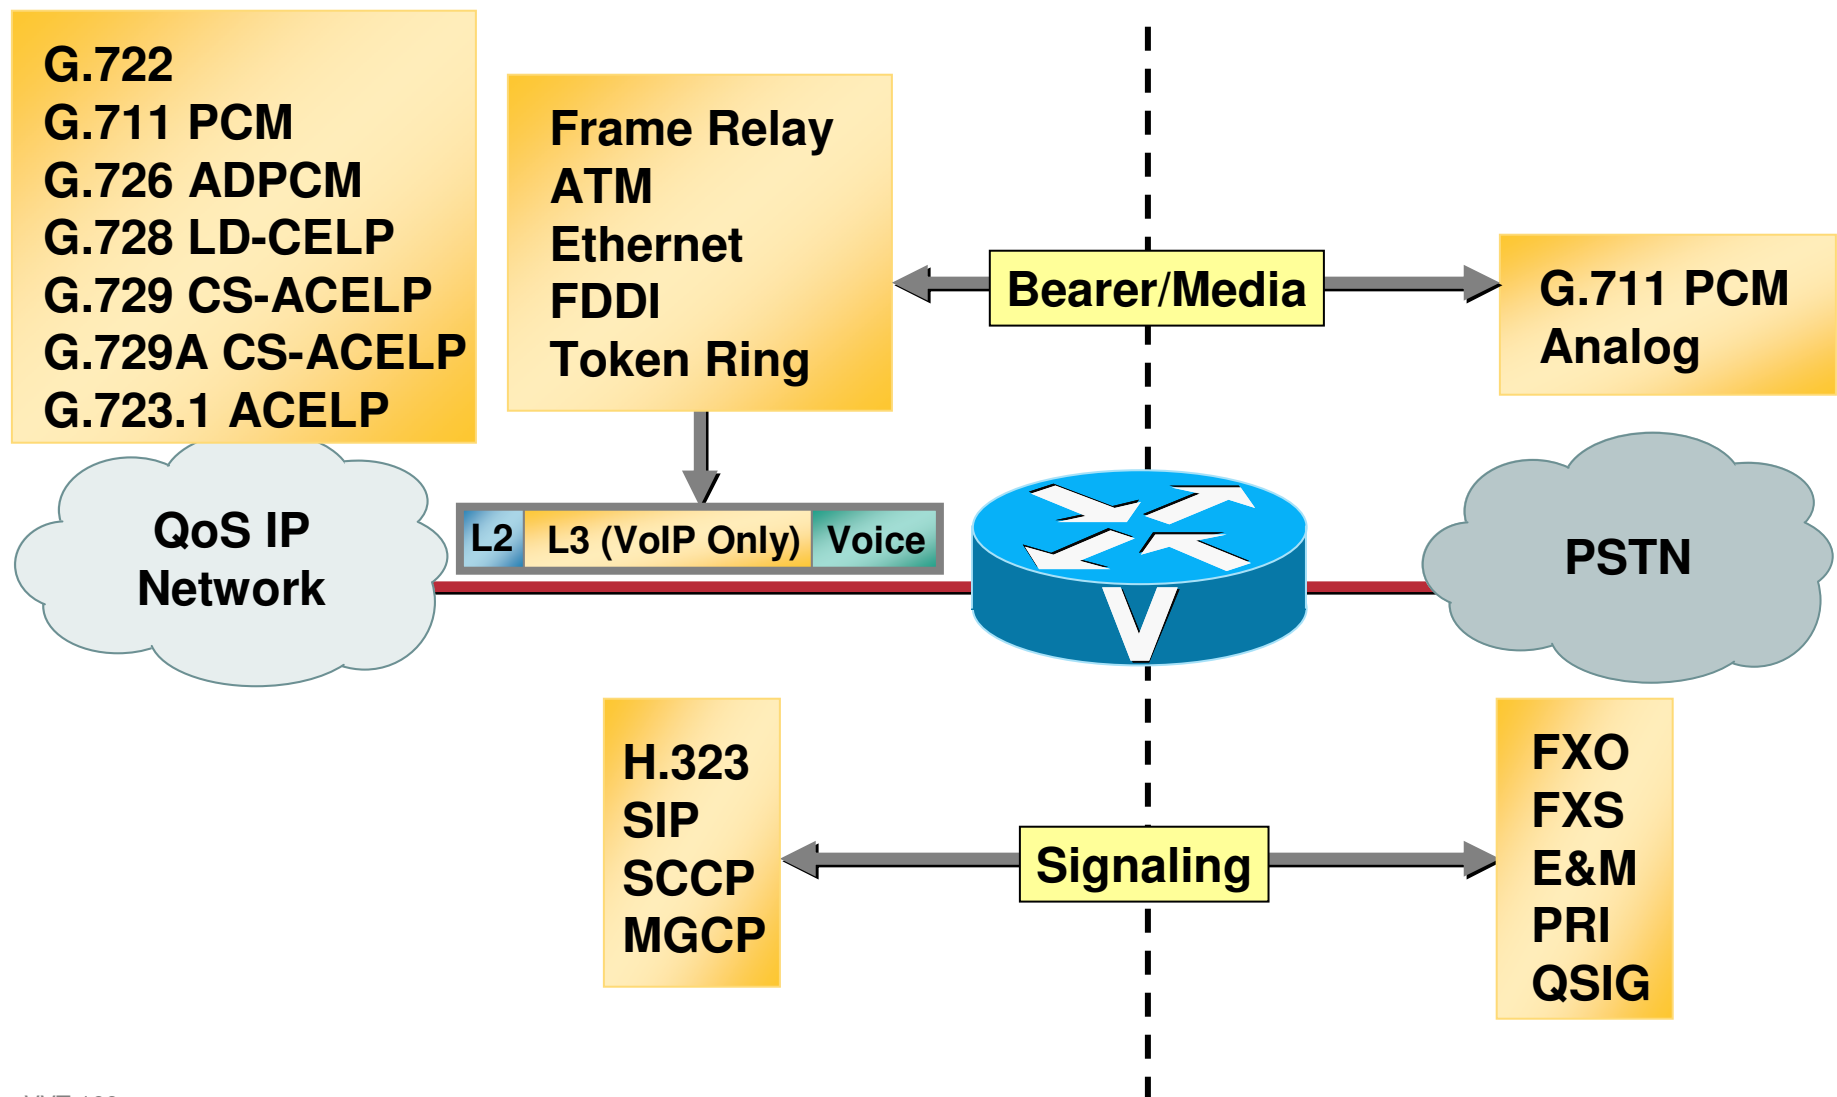 G.722
G.711 PCM
G.726 ADPCM
G.728 LD-CELP
G.729 CS-ACELP
G.729A CS-ACELP
G.723.1 ACELP
Frame Relay
ATM
Ethernet
FDDI
Token Ring
Bearer/Media
G.711 PCM
Analog
QoS IP
Network
L2
L3 (VoIP Only)
Voice
V
PSTN
H.323
SIP
SCCP
MGCP
Signaling
FXO
FXS
E&M
PRI
QSIG